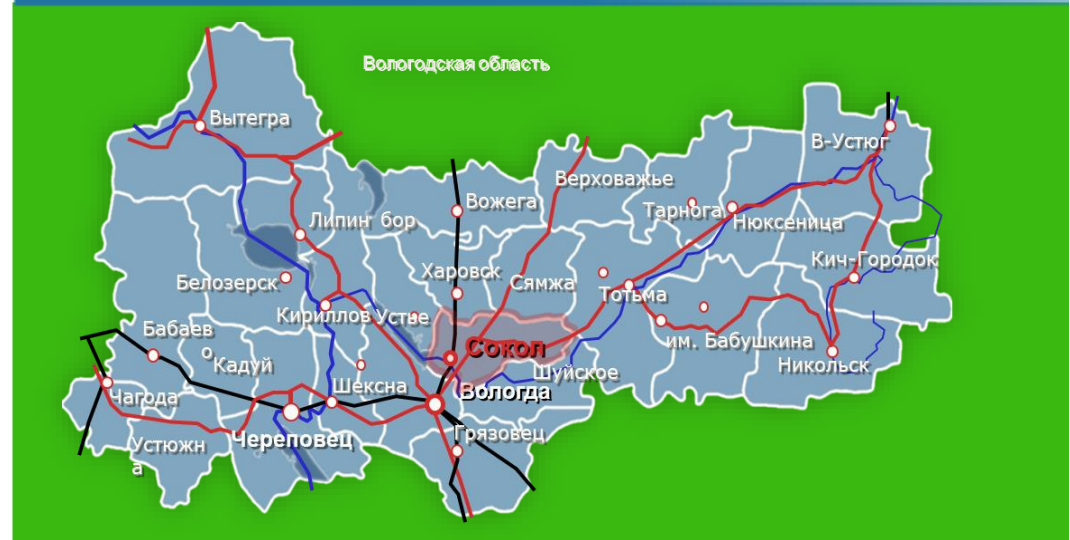 Вологодская область
Вытегра
В-Устюг
Верховажье
Вожега
Тарнога
Нюксеница
Липин бор
Кич-Городок
Харовск
Сямжа
Белозерск
Тотьма
Кириллов
Устье
Бабаев
о
им. Бабушкина
Сокол
Кадуй
Никольск
Шуйское
Шексна
Вологда
Чагода
Череповец
Грязовец
Устюжн
а